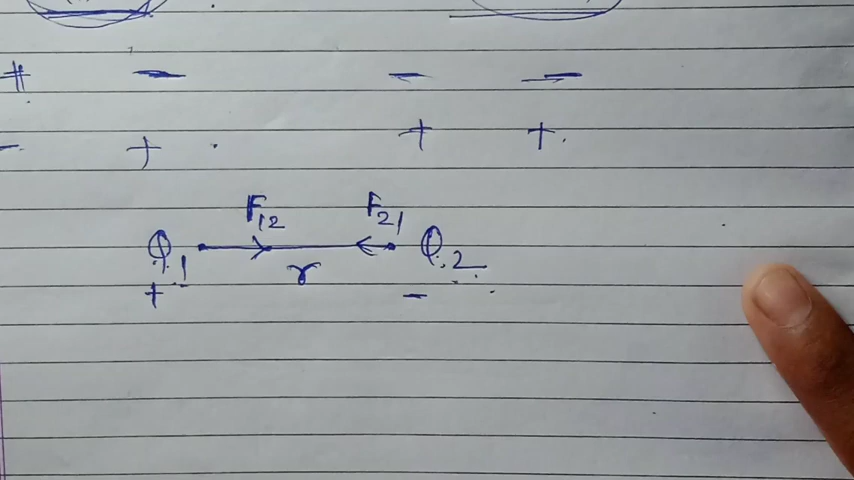 # - - -
- + + +
F12 F21
Q1 r Q2
+ -